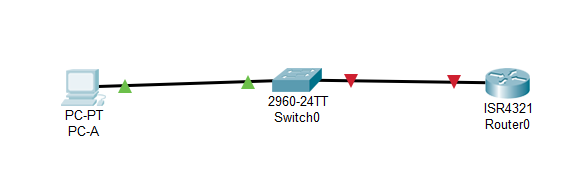 PC-PT
PC-A
2960-24TT
Switch0
ISR4321
Router0